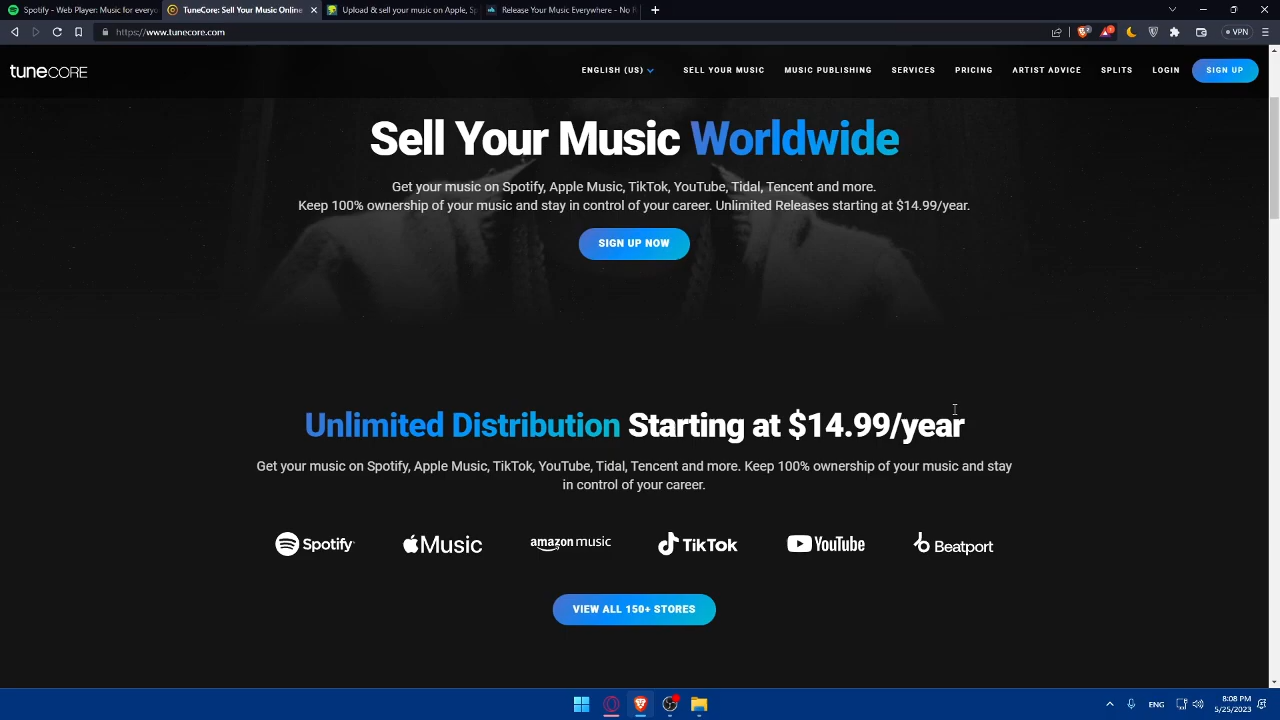 Spotify - Web Player: Music for everyo
TuneCore: Sell Your Music Online
Upload & sell your music on Apple, Sp
Release Your Music Everywhere - No F
https://www.tunecore.com
VPN
tuneCORE
ENGLISH (US)
SELL YOUR MUSIC
MUSIC PUBLISHING
SERVICES
PRICING
ARTIST ADVICE
SPLITS
LOGIN
SIGN UP
Sell Your Music Worldwide
Get your music on Spotify, Apple Music, TikTok, YouTube, Tidal, Tencent and more.
Keep 100% ownership of your music and stay in control of your career. Unlimited Releases starting at $14.99/year.
SIGN UP NOW
Unlimited Distribution Starting at $14.99/year
Get your music on Spotify, Apple Music, TikTok, YouTube, Tidal, Tencent and more. Keep 100% ownership of your music and stay
in control of your career.
Spotify
Music
amazon music
TikTok
YouTube
Beatport
VIEW ALL 150+ STORES
ENG
8:08 PM
5/25/2023